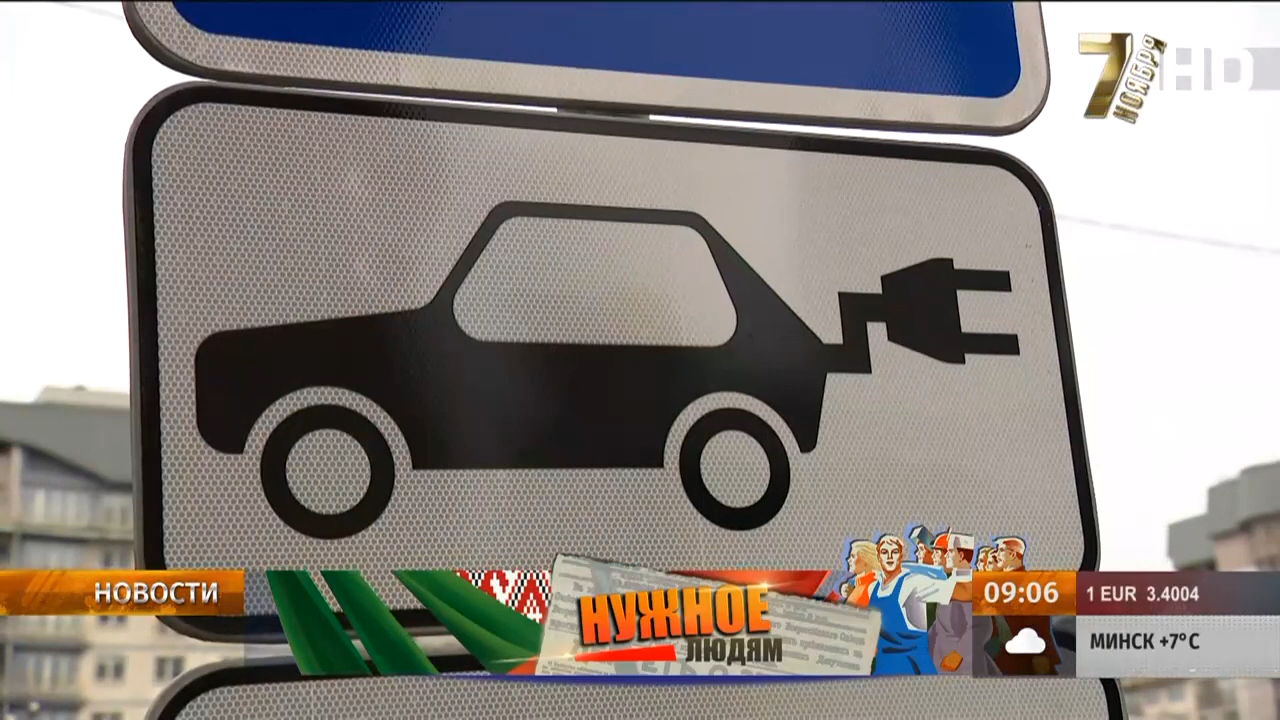 7
НОЯБРЯ
HD
НОВОСТИ
НУЖНОЕ
ЛЮДЯМ
09:06
1 EUR 3.4004
МИНСК +7°C